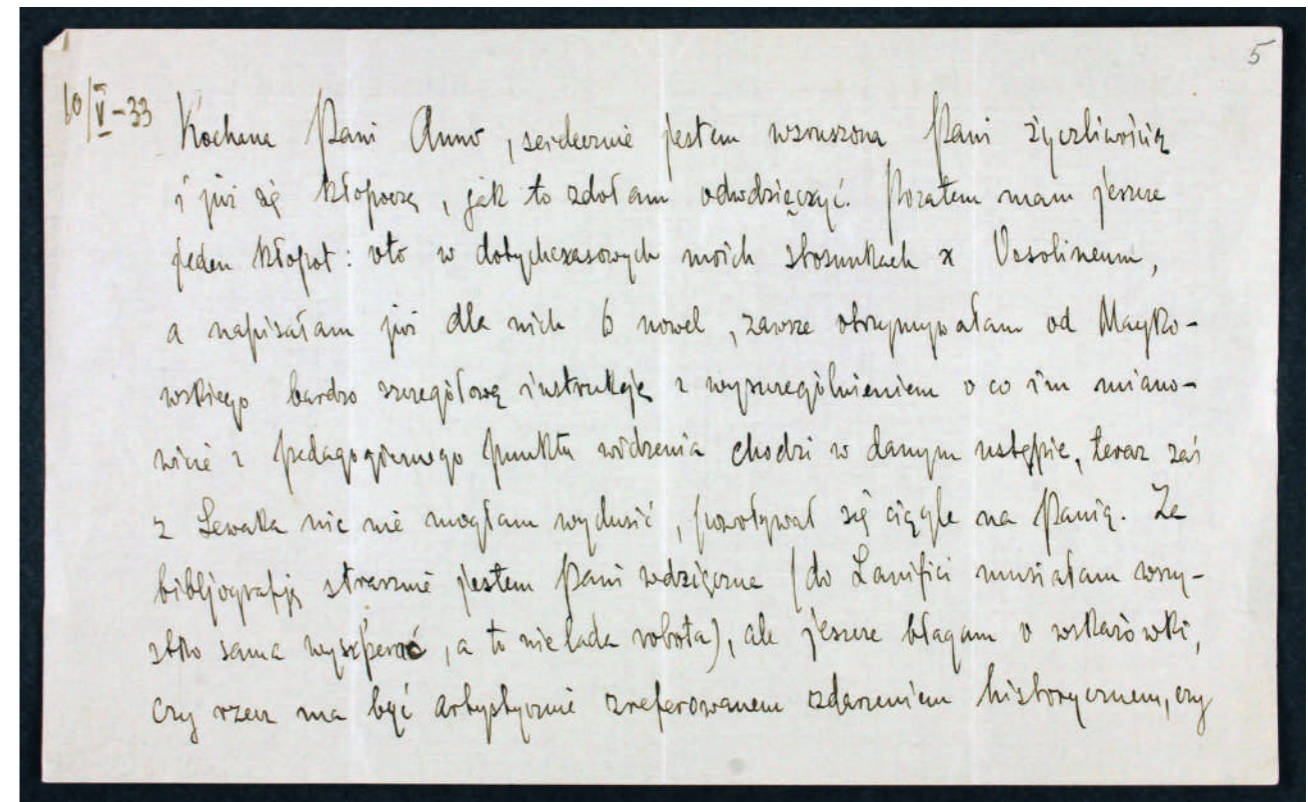 5
10/V-33
Kochana Pani Anno, serdecznie jestem wzruszona Pani życzliwością
i już się kłopoczę, jak to zdołam odwdzięczyć. Pozatem mam jeszcze
jeden kłopot: oto w dotychczasowych moich stosunkach z Ossolineum,
a napisałam już dla nich 6 nowel, zawsze otrzymywałam od Mayko-
wskiego bardzo szczegółową instrukcję z wyszczególnieniem o co im miano-
wicie z pedagogicznego punktu widzenia chodzi w danym ustępie, teraz zaś
z Lewaka nic nie mogłam wydusić, powoływał się ciągle na Panią. Za
bibljografję strasznie jestem Pani wdzięczna (do Lanifici musiałam wszy-
stko sama wyszperać, a to nielada robota), ale jeszcze błagam o wskazówki,
czy rzecz ma być artystycznie zreferowanem zdarzeniem historycznem, czy